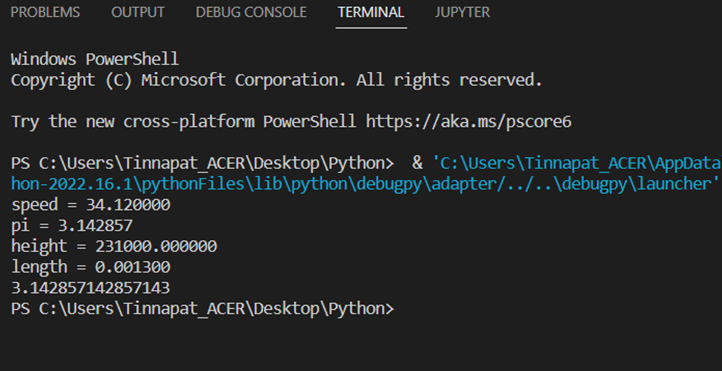 PROBLEMS OUTPUT DEBUG CONSOLE TERMINAL JUPYTER
Windows PowerShell
Copyright (C) Microsoft Corporation. All rights reserved.
Try the new cross-platform PowerShell https://aka.ms/pscore6
PS C:\Users\Tinnapat_ACER\Desktop\Python>  & 'C:\Users\Tinnapat_ACER\AppData
hon-2022.16.1\pythonFiles\lib\python\debugpy\adapter/../..\debugpy\launcher'
speed = 34.120000
pi = 3.142857
height = 231000.000000
length = 0.001300
3.142857142857143
PS C:\Users\Tinnapat_ACER\Desktop\Python>